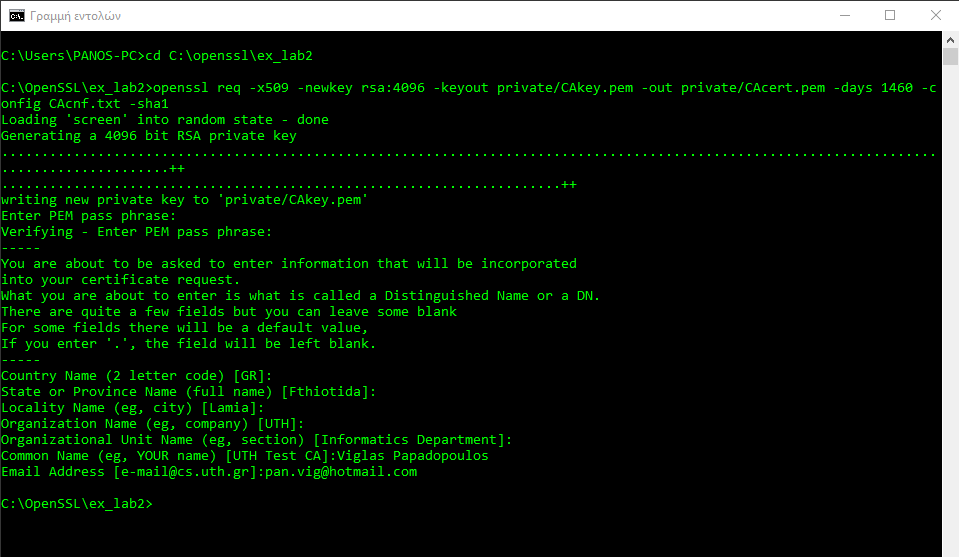 Γραμμή εντολών
C:\Users\PANOS-PC>cd C:\openssl\ex_lab2
C:\OpenSSL\ex_lab2>openssl req -x509 -newkey rsa:4096 -keyout private/CAkey.pem -out private/CAcert.pem -days 1460 -c
onfig CAcnf.txt -sha1
Loading 'screen' into random state - done
Generating a 4096 bit RSA private key
.....................................................................................................................
.....................++
......................................................................++
writing new private key to 'private/CAkey.pem'
Enter PEM pass phrase:
Verifying - Enter PEM pass phrase:
-----
You are about to be asked to enter information that will be incorporated
into your certificate request.
What you are about to enter is what is called a Distinguished Name or a DN.
There are quite a few fields but you can leave some blank
For some fields there will be a default value,
If you enter '.', the field will be left blank.
-----
Country Name (2 letter code) [GR]:
State or Province Name (full name) [Fthiotida]:
Locality Name (eg, city) [Lamia]:
Organization Name (eg, company) [UTH]:
Organizational Unit Name (eg, section) [Informatics Department]:
Common Name (eg, YOUR name) [UTH Test CA]:Viglas Papadopoulos
Email Address [e-mail@cs.uth.gr]:pan.vig@hotmail.com
C:\OpenSSL\ex_lab2>